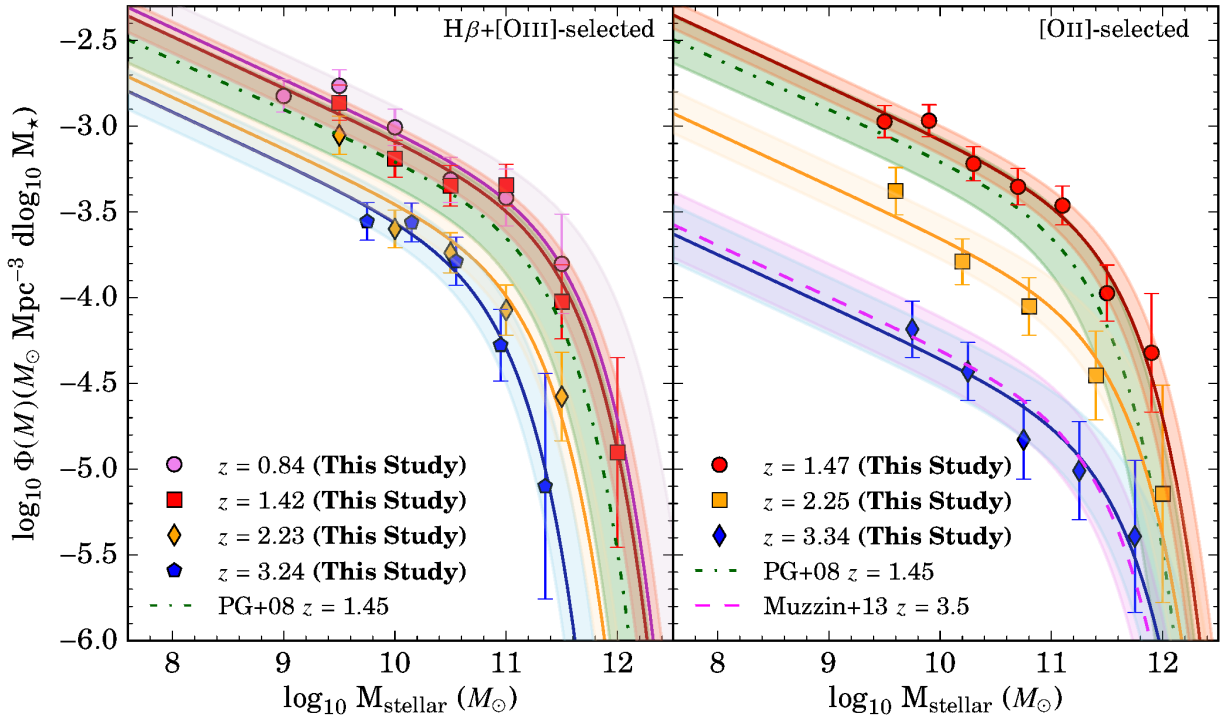 Hβ+[OIII]-selected
−2.5
−3.0
−3.5
−4.0
−4.5
−5.0
−5.5
−6.0
log₁₀ Φ(M)(M⊙ Mpc⁻³ dlog₁₀ M⋆)
z = 0.84 (This Study)
z = 1.42 (This Study)
z = 2.23 (This Study)
z = 3.24 (This Study)
PG+08 z = 1.45
8 9 10 11 12
log₁₀ Mstellar (M⊙)
[OII]-selected
z = 1.47 (This Study)
z = 2.25 (This Study)
z = 3.34 (This Study)
PG+08 z = 1.45
Muzzin+13 z = 3.5
8 9 10 11 12
log₁₀ Mstellar (M⊙)